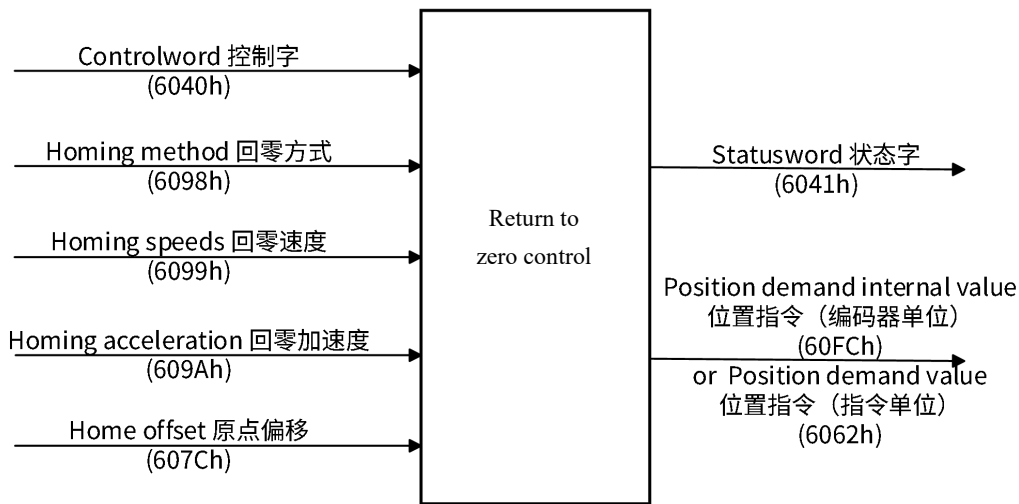 Controlword 控制字
(6040h)
Homing method 回零方式
(6098h)
Homing speeds 回零速度
(6099h)
Homing acceleration 回零加速度
(609Ah)
Home offset 原点偏移
(607Ch)
Return to
zero control
Statusword 状态字
(6041h)
Position demand internal value
位置指令（编码器单位）
(60FCh)
or Position demand value
位置指令（指令单位）
(6062h)